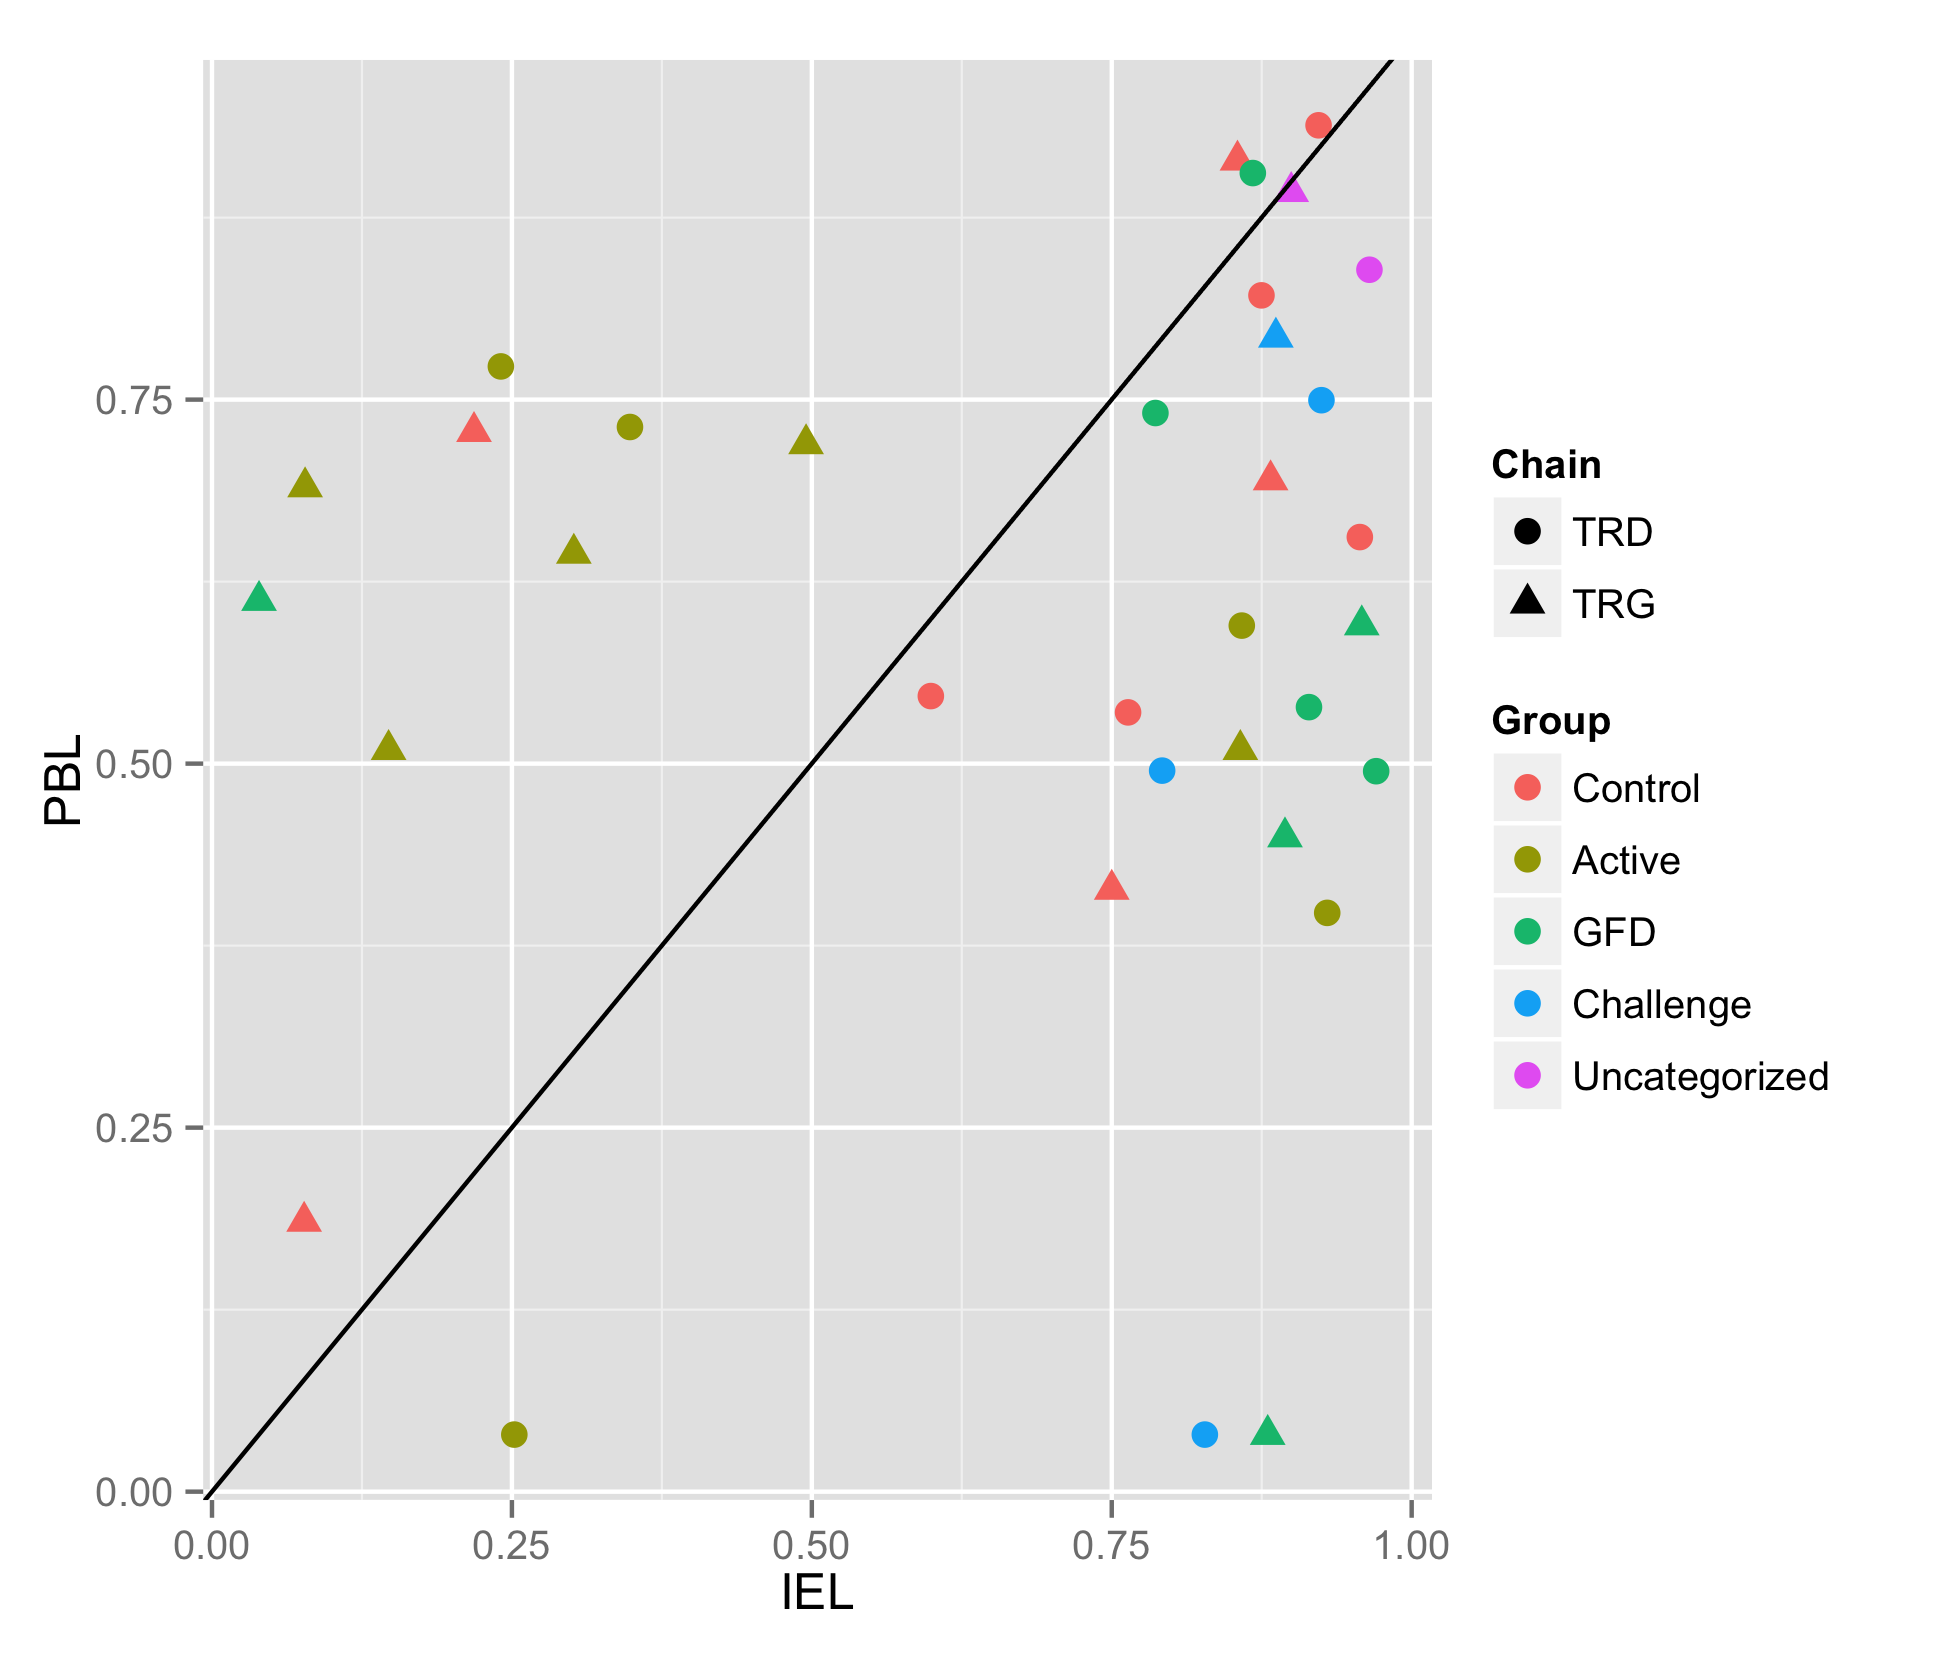 PBL
0.75
0.50
0.25
0.00
0.00 0.25 0.50 0.75 1.00
IEL
Chain
TRD
TRG
Group
Control
Active
GFD
Challenge
Uncategorized